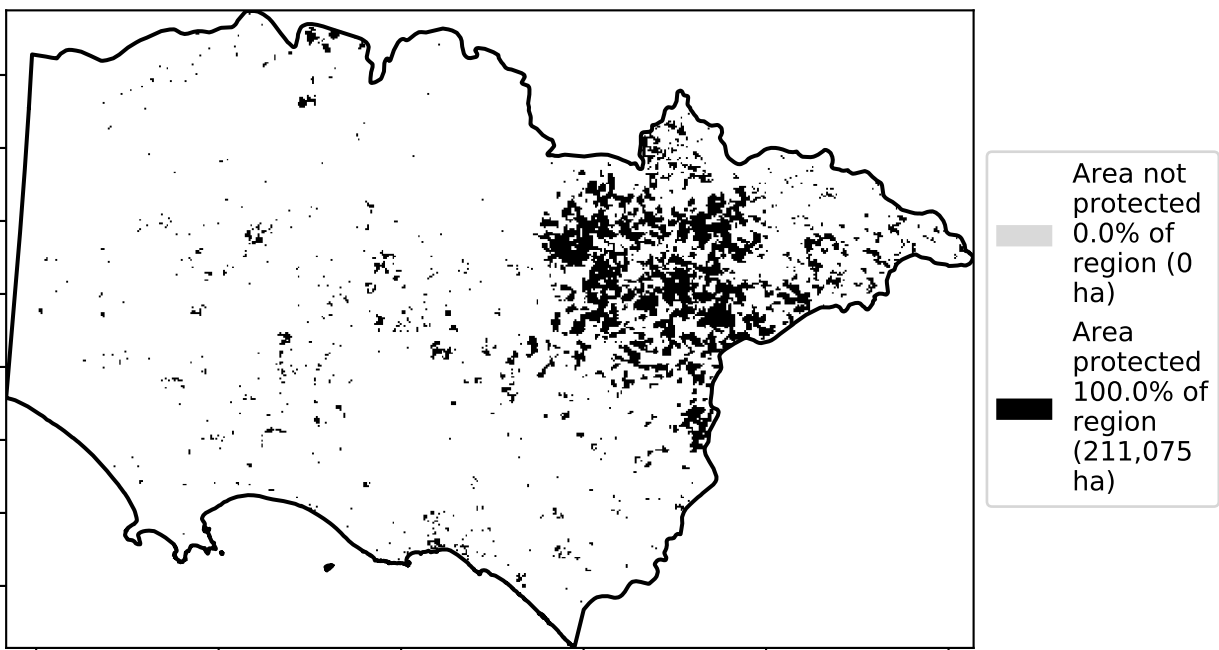 Area not
protected
0.0% of
region (0
ha)
Area
protected
100.0% of
region
(211,075
ha)